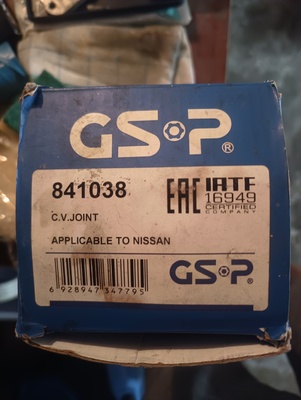 GSP®
841038
C.V.JOINT
APPLICABLE TO NISSAN
EAC
IATF
16949
CERTIFIED
COMPANY
6 928947 347795
GSP®